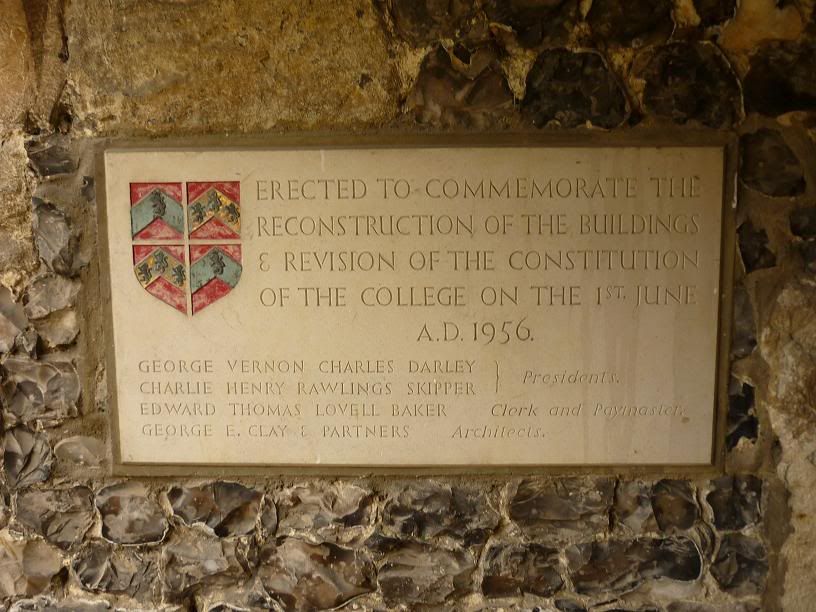 ERECTED TO COMMEMORATE THE
RECONSTRUCTION OF THE BUILDINGS
& REVISION OF THE CONSTITUTION
OF THE COLLEGE ON THE 1ST. JUNE
A.D. 1956.
GEORGE VERNON CHARLES DARLEY
CHARLIE HENRY RAWLINGS SKIPPER } Presidents.
EDWARD THOMAS LOVELL BAKER Clerk and Paymaster.
GEORGE E. CLAY & PARTNERS Architects.